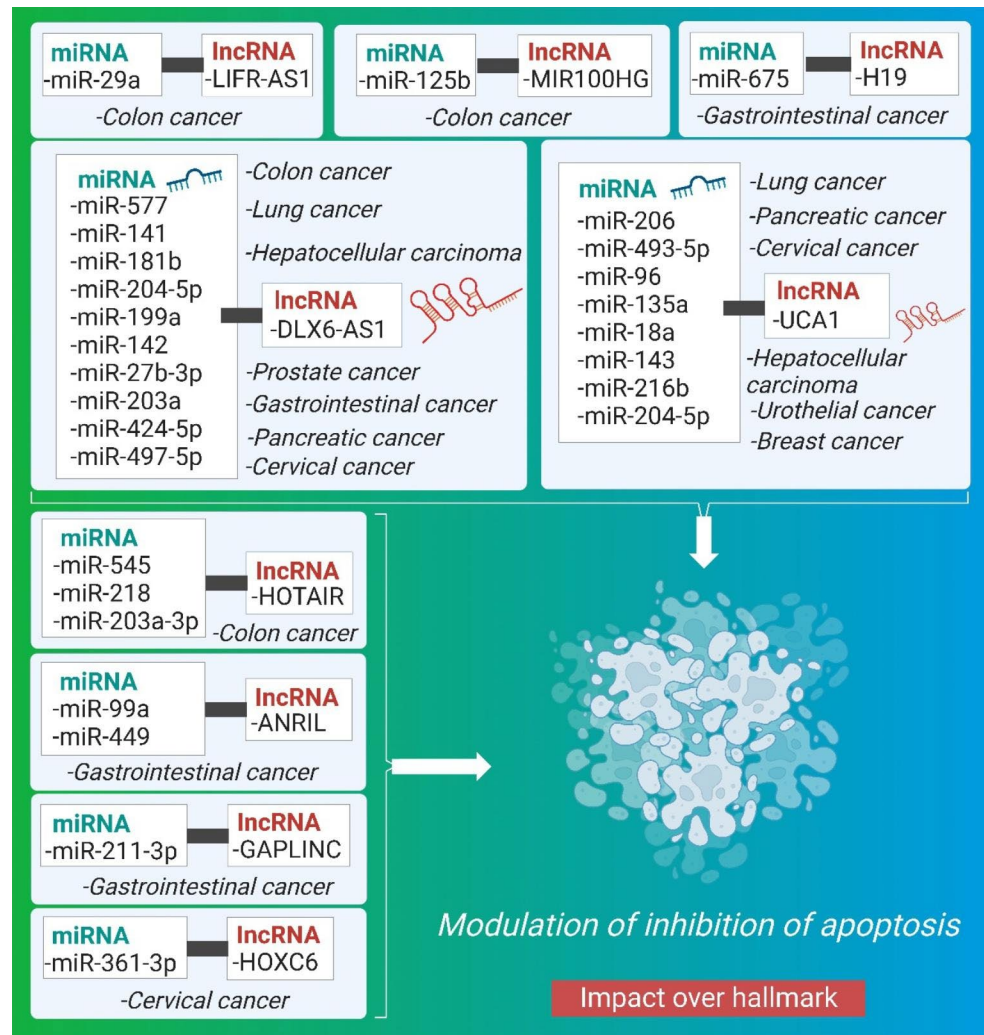 miRNA
-miR-29a
lncRNA
-LIFR-AS1
-Colon cancer
miRNA
-miR-125b
lncRNA
-MIR100HG
-Colon cancer
miRNA
-miR-675
lncRNA
-H19
-Gastrointestinal cancer
miRNA
-miR-577
-miR-141
-miR-181b
-miR-204-5p
-miR-199a
-miR-142
-miR-27b-3p
-miR-203a
-miR-424-5p
-miR-497-5p
-Colon cancer
-Lung cancer
-Hepatocellular carcinoma
lncRNA
-DLX6-AS1
-Prostate cancer
-Gastrointestinal cancer
-Pancreatic cancer
-Cervical cancer
miRNA
-miR-206
-miR-493-5p
-miR-96
-miR-135a
-miR-18a
-miR-143
-miR-216b
-miR-204-5p
-Lung cancer
-Pancreatic cancer
-Cervical cancer
lncRNA
-UCA1
-Hepatocellular
carcinoma
-Urothelial cancer
-Breast cancer
miRNA
-miR-545
-miR-218
-miR-203a-3p
lncRNA
-HOTAIR
-Colon cancer
miRNA
-miR-99a
-miR-449
lncRNA
-ANRIL
-Gastrointestinal cancer
miRNA
-miR-211-3p
lncRNA
-GAPLINC
-Gastrointestinal cancer
miRNA
-miR-361-3p
lncRNA
-HOXC6
-Cervical cancer
Modulation of inhibition of apoptosis
Impact over hallmark